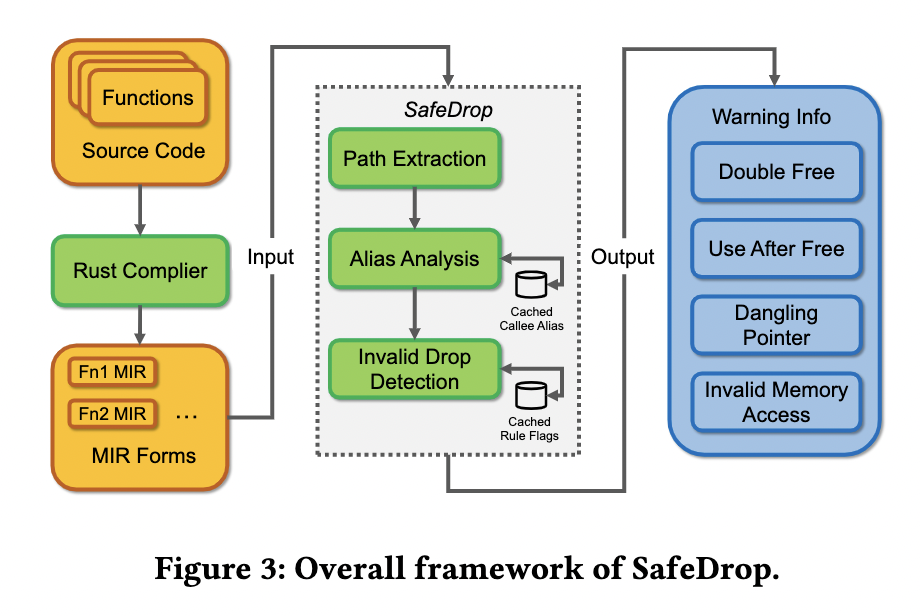 Functions
Source Code
Rust Complier
Fn1 MIR
Fn2 MIR
...
MIR Forms
Input
SafeDrop
Path Extraction
Alias Analysis
Cached
Callee Alias
Invalid Drop
Detection
Cached
Rule Flags
Output
Warning Info
Double Free
Use After Free
Dangling
Pointer
Invalid Memory
Access
Figure 3: Overall framework of SafeDrop.